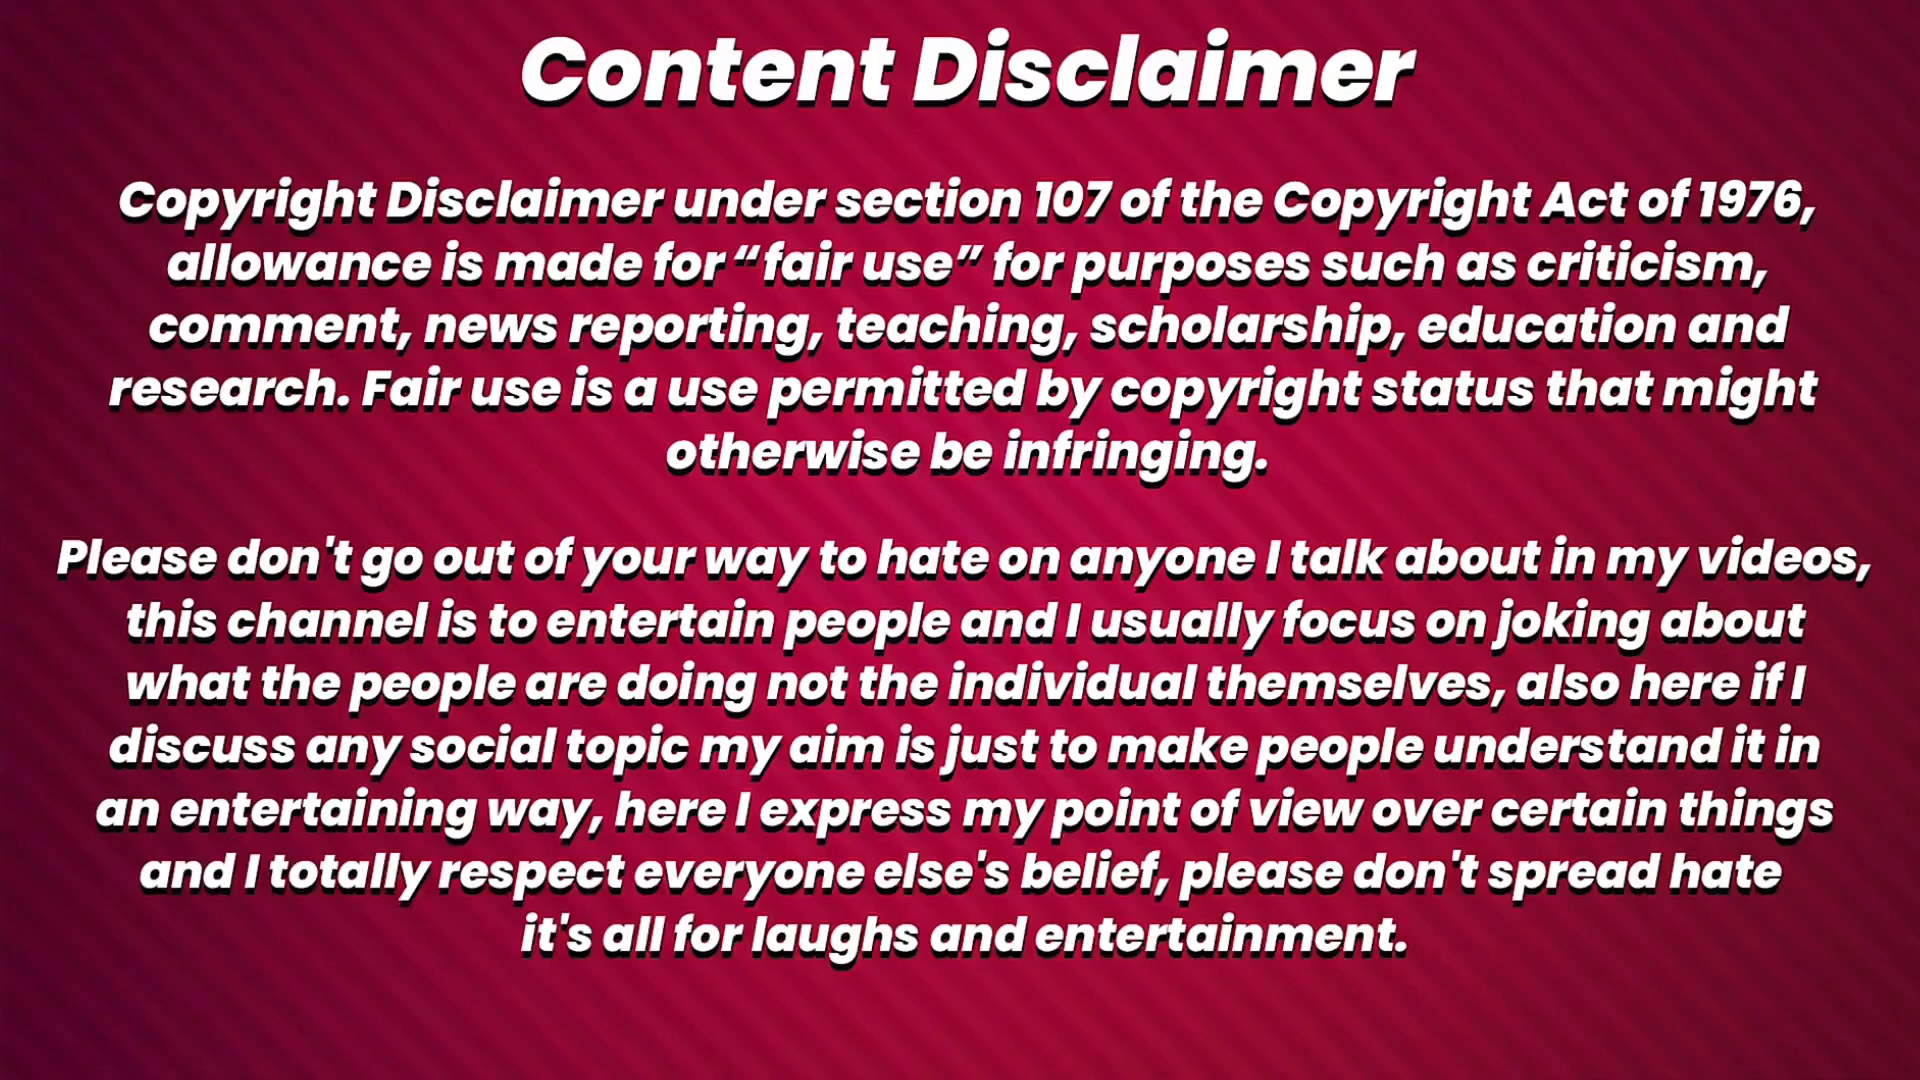 Content Disclaimer
Copyright Disclaimer under section 107 of the Copyright Act of 1976,
allowance is made for “fair use” for purposes such as criticism,
comment, news reporting, teaching, scholarship, education and
research. Fair use is a use permitted by copyright status that might
otherwise be infringing.
Please don't go out of your way to hate on anyone I talk about in my videos,
this channel is to entertain people and I usually focus on joking about
what the people are doing not the individual themselves, also here if I
discuss any social topic my aim is just to make people understand it in
an entertaining way, here I express my point of view over certain things
and I totally respect everyone else's belief, please don't spread hate
it's all for laughs and entertainment.